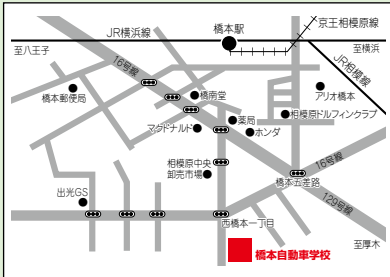 京王相模原線
JR横浜線
橋本駅
至八王子
至横浜
16号線
JR相模線
橋本郵便局
橋南堂
アリオ橋本
薬局
相模原ドルフィンクラブ
マクドナルド
ホンダ
相模原中央
卸売市場
16号線
橋本五差路
出光GS
129号線
西橋本一丁目
橋本自動車学校
至厚木